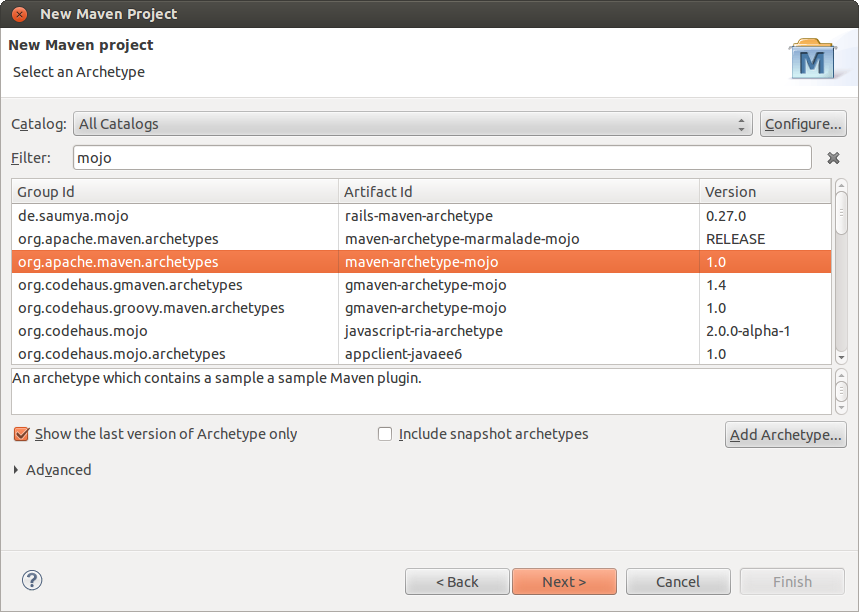 New Maven Project
New Maven project
Select an Archetype
M
Catalog: All Catalogs Configure...
Filter: mojo
Group Id Artifact Id Version
de.saumya.mojo rails-maven-archetype 0.27.0
org.apache.maven.archetypes maven-archetype-marmalade-mojo RELEASE
org.apache.maven.archetypes maven-archetype-mojo 1.0
org.codehaus.gmaven.archetypes gmaven-archetype-mojo 1.4
org.codehaus.groovy.maven.archetypes gmaven-archetype-mojo 1.0
org.codehaus.mojo javascript-ria-archetype 2.0.0-alpha-1
org.codehaus.mojo.archetypes appclient-javaee6 1.0
An archetype which contains a sample a sample Maven plugin.
Show the last version of Archetype only Include snapshot archetypes Add Archetype...
Advanced
? < Back Next > Cancel Finish